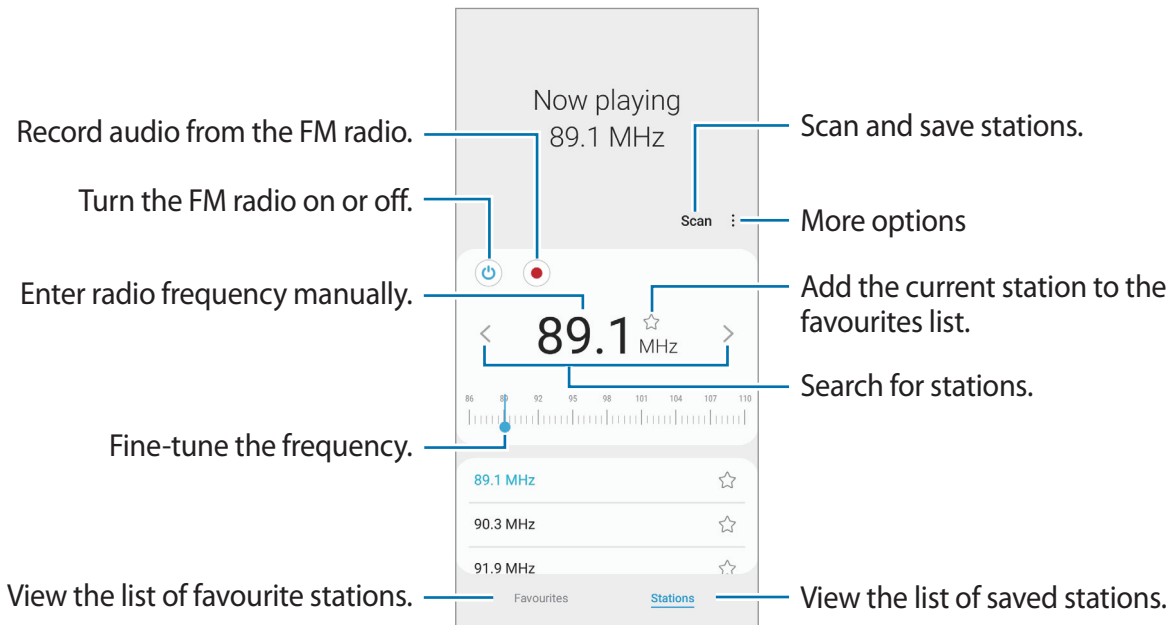 Now playing
89.1 MHz
Record audio from the FM radio.
Scan and save stations.
Turn the FM radio on or off.
Scan
More options
Enter radio frequency manually.
Add the current station to the
favourites list.
89.1 MHz
Search for stations.
86 89 92 95 98 101 104 107 110
Fine-tune the frequency.
89.1 MHz
90.3 MHz
91.9 MHz
View the list of favourite stations.
Favourites
Stations
View the list of saved stations.